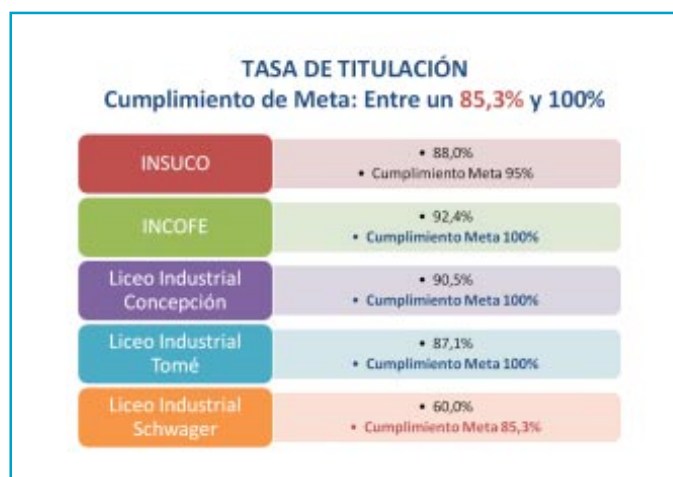 TASA DE TITULACIÓN
Cumplimiento de Meta: Entre un 85,3% y 100%
INSUCO
• 88,0%
• Cumplimiento Meta 95%
INCOFE
• 92,4%
• Cumplimiento Meta 100%
Liceo Industrial
Concepción
• 90,5%
• Cumplimiento Meta 100%
Liceo Industrial
Tomé
• 87,1%
• Cumplimiento Meta 100%
Liceo Industrial
Schwager
• 60,0%
• Cumplimiento Meta 85,3%